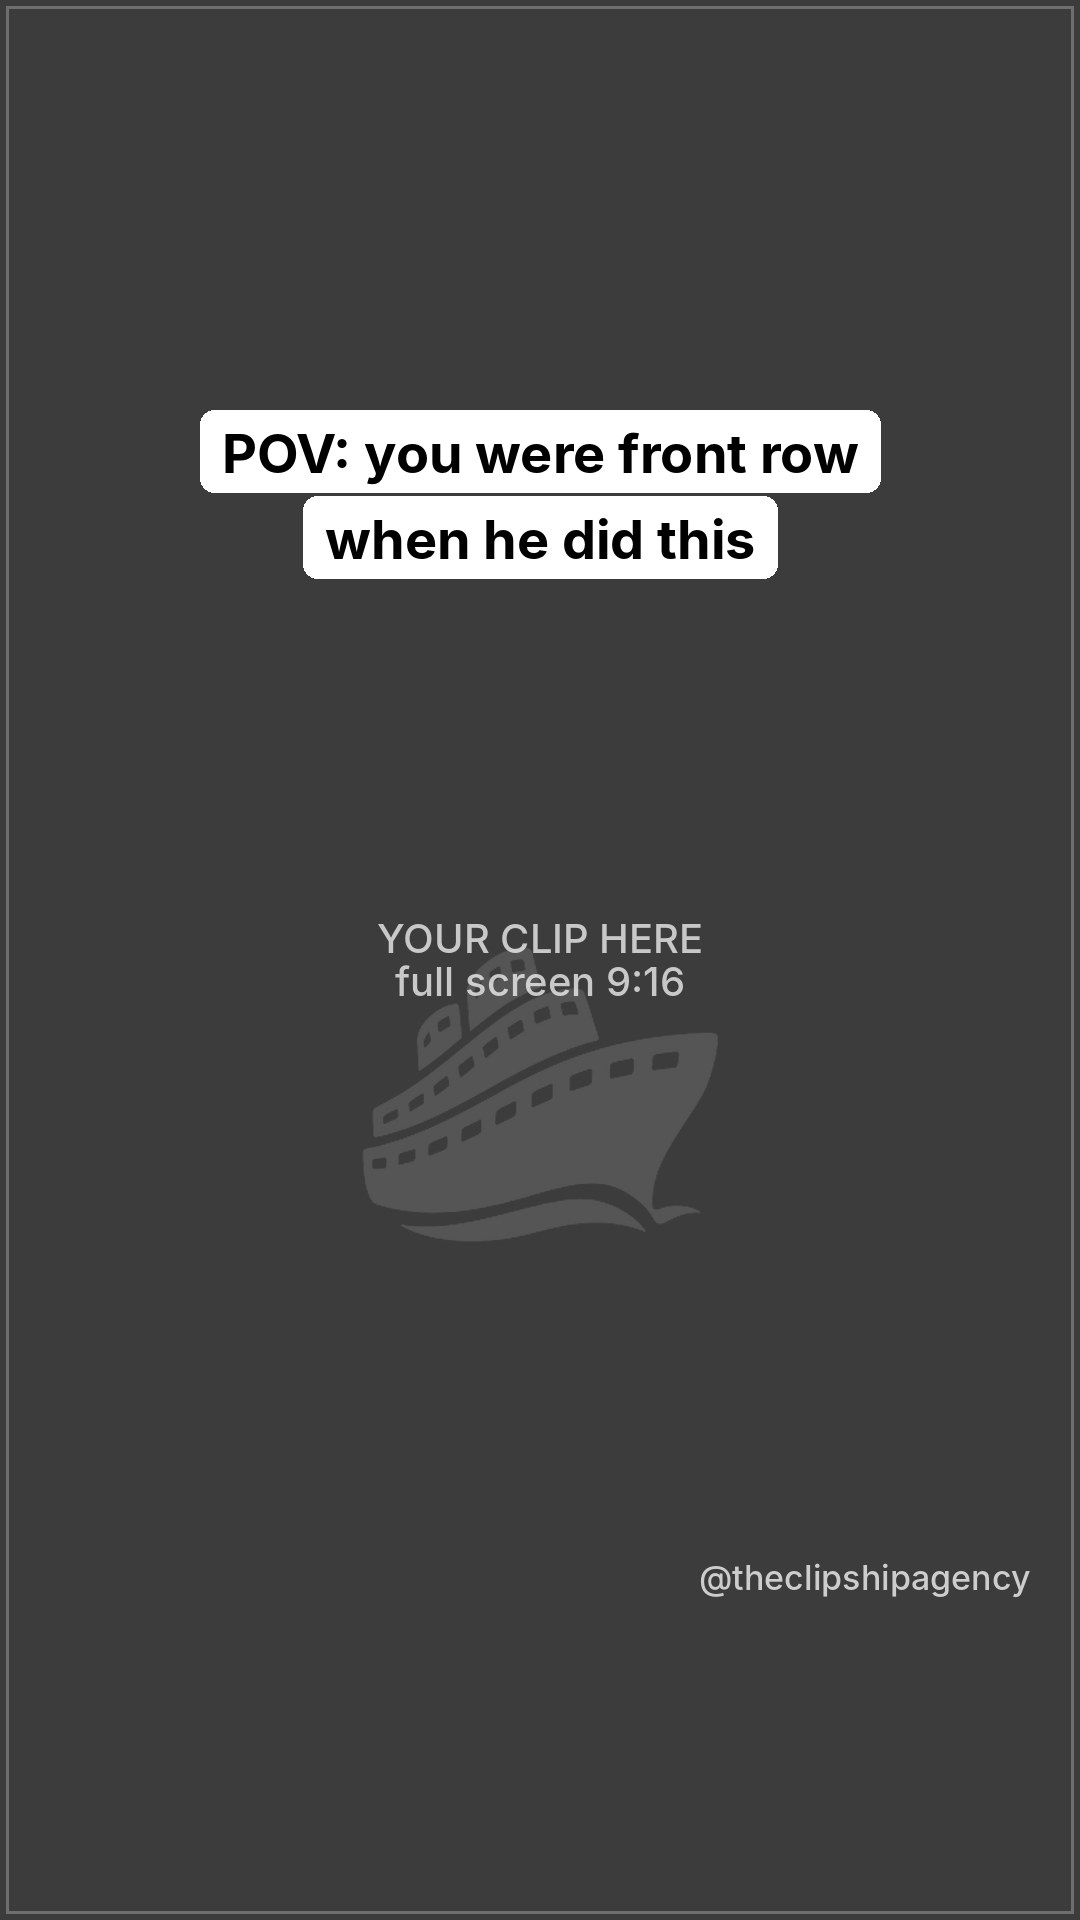 POV: you were front row
when he did this
YOUR CLIP HERE
full screen 9:16
@theclipshipagency